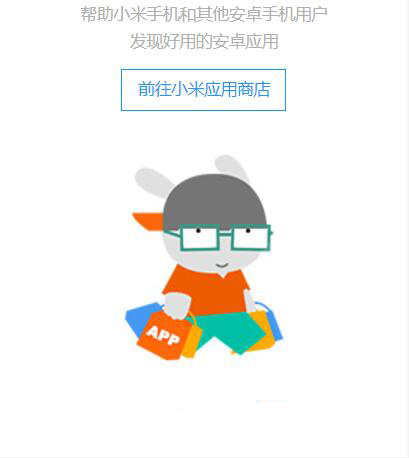 帮助小米手机和其他安卓手机用户
发现好用的安卓应用
前往小米应用商店
APP